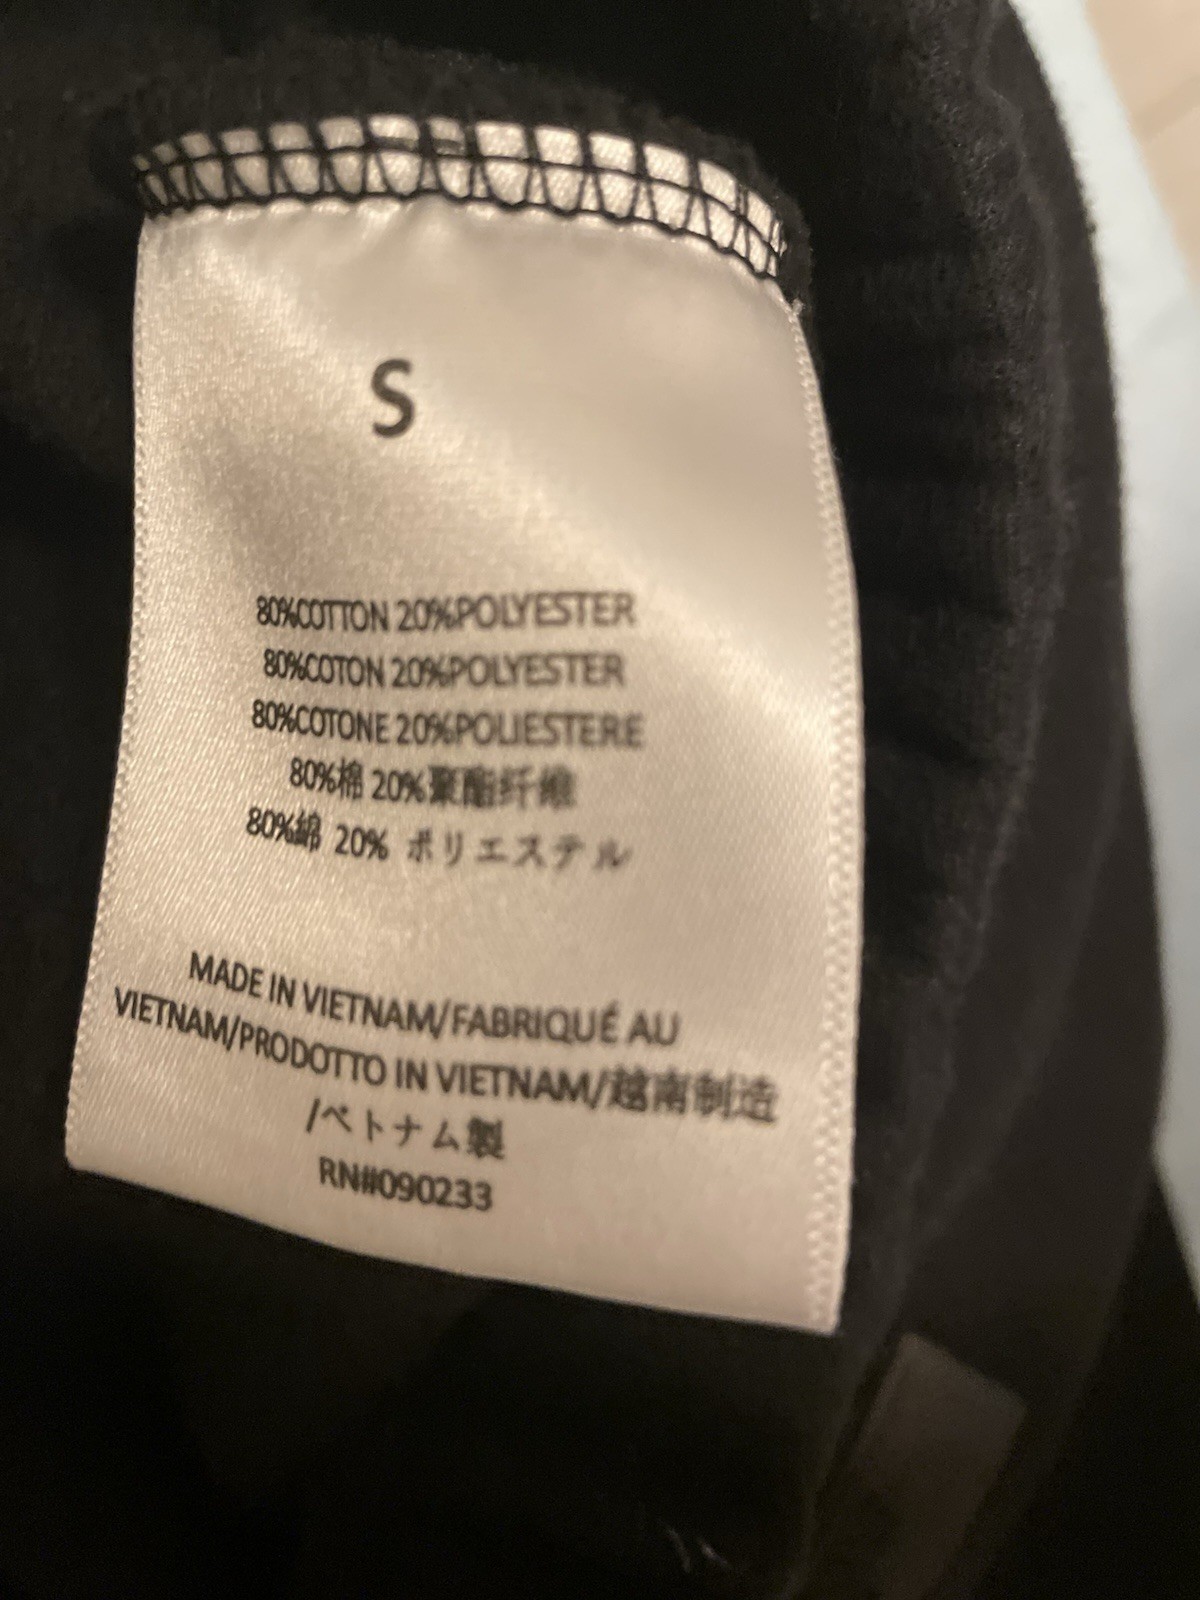 S
80%COTTON 20%POLYESTER
80%COTON 20%POLYESTER
80%COTONE 20%POLIESTERE
80%棉 20%聚酯纤维
80%綿 20% ポリエステル
MADE IN VIETNAM/FABRIQUÉ AU
VIETNAM/PRODOTTO IN VIETNAM/越南制造
/ベトナム製
RN#090233